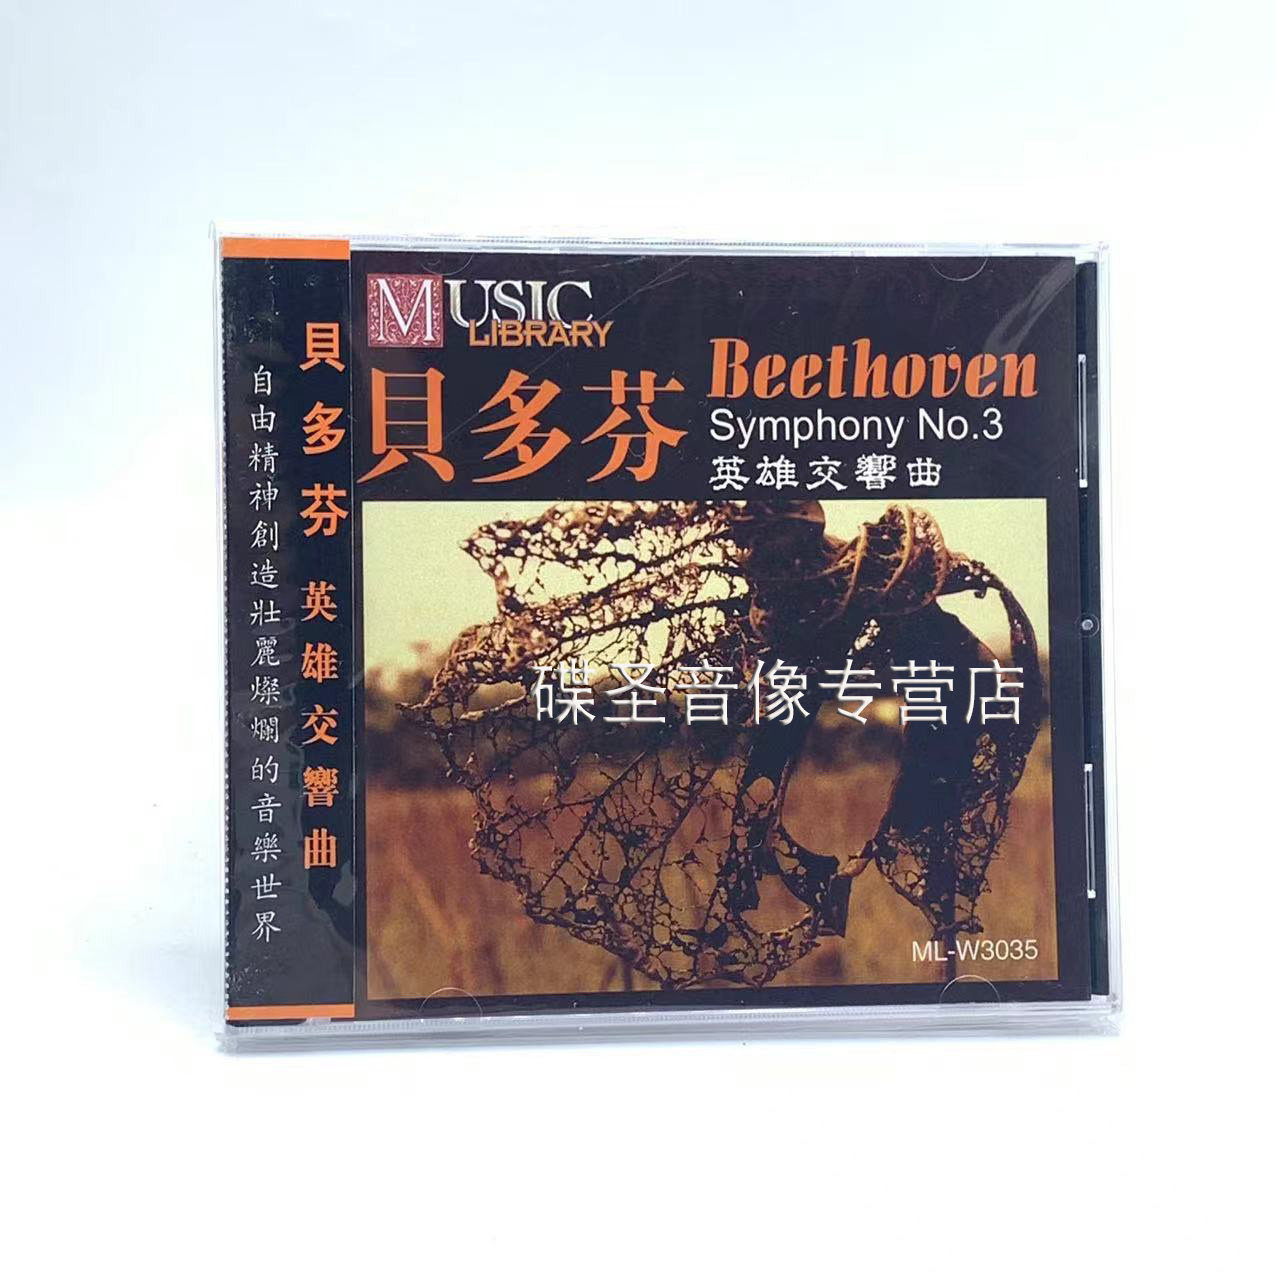 貝多芬 英雄交響曲
自由精神創造壯麗燦爛的音樂世界
MUSIC
LIBRARY
貝多芬
Beethoven
Symphony No.3
英雄交響曲
碟圣音像专营店
ML-W3035